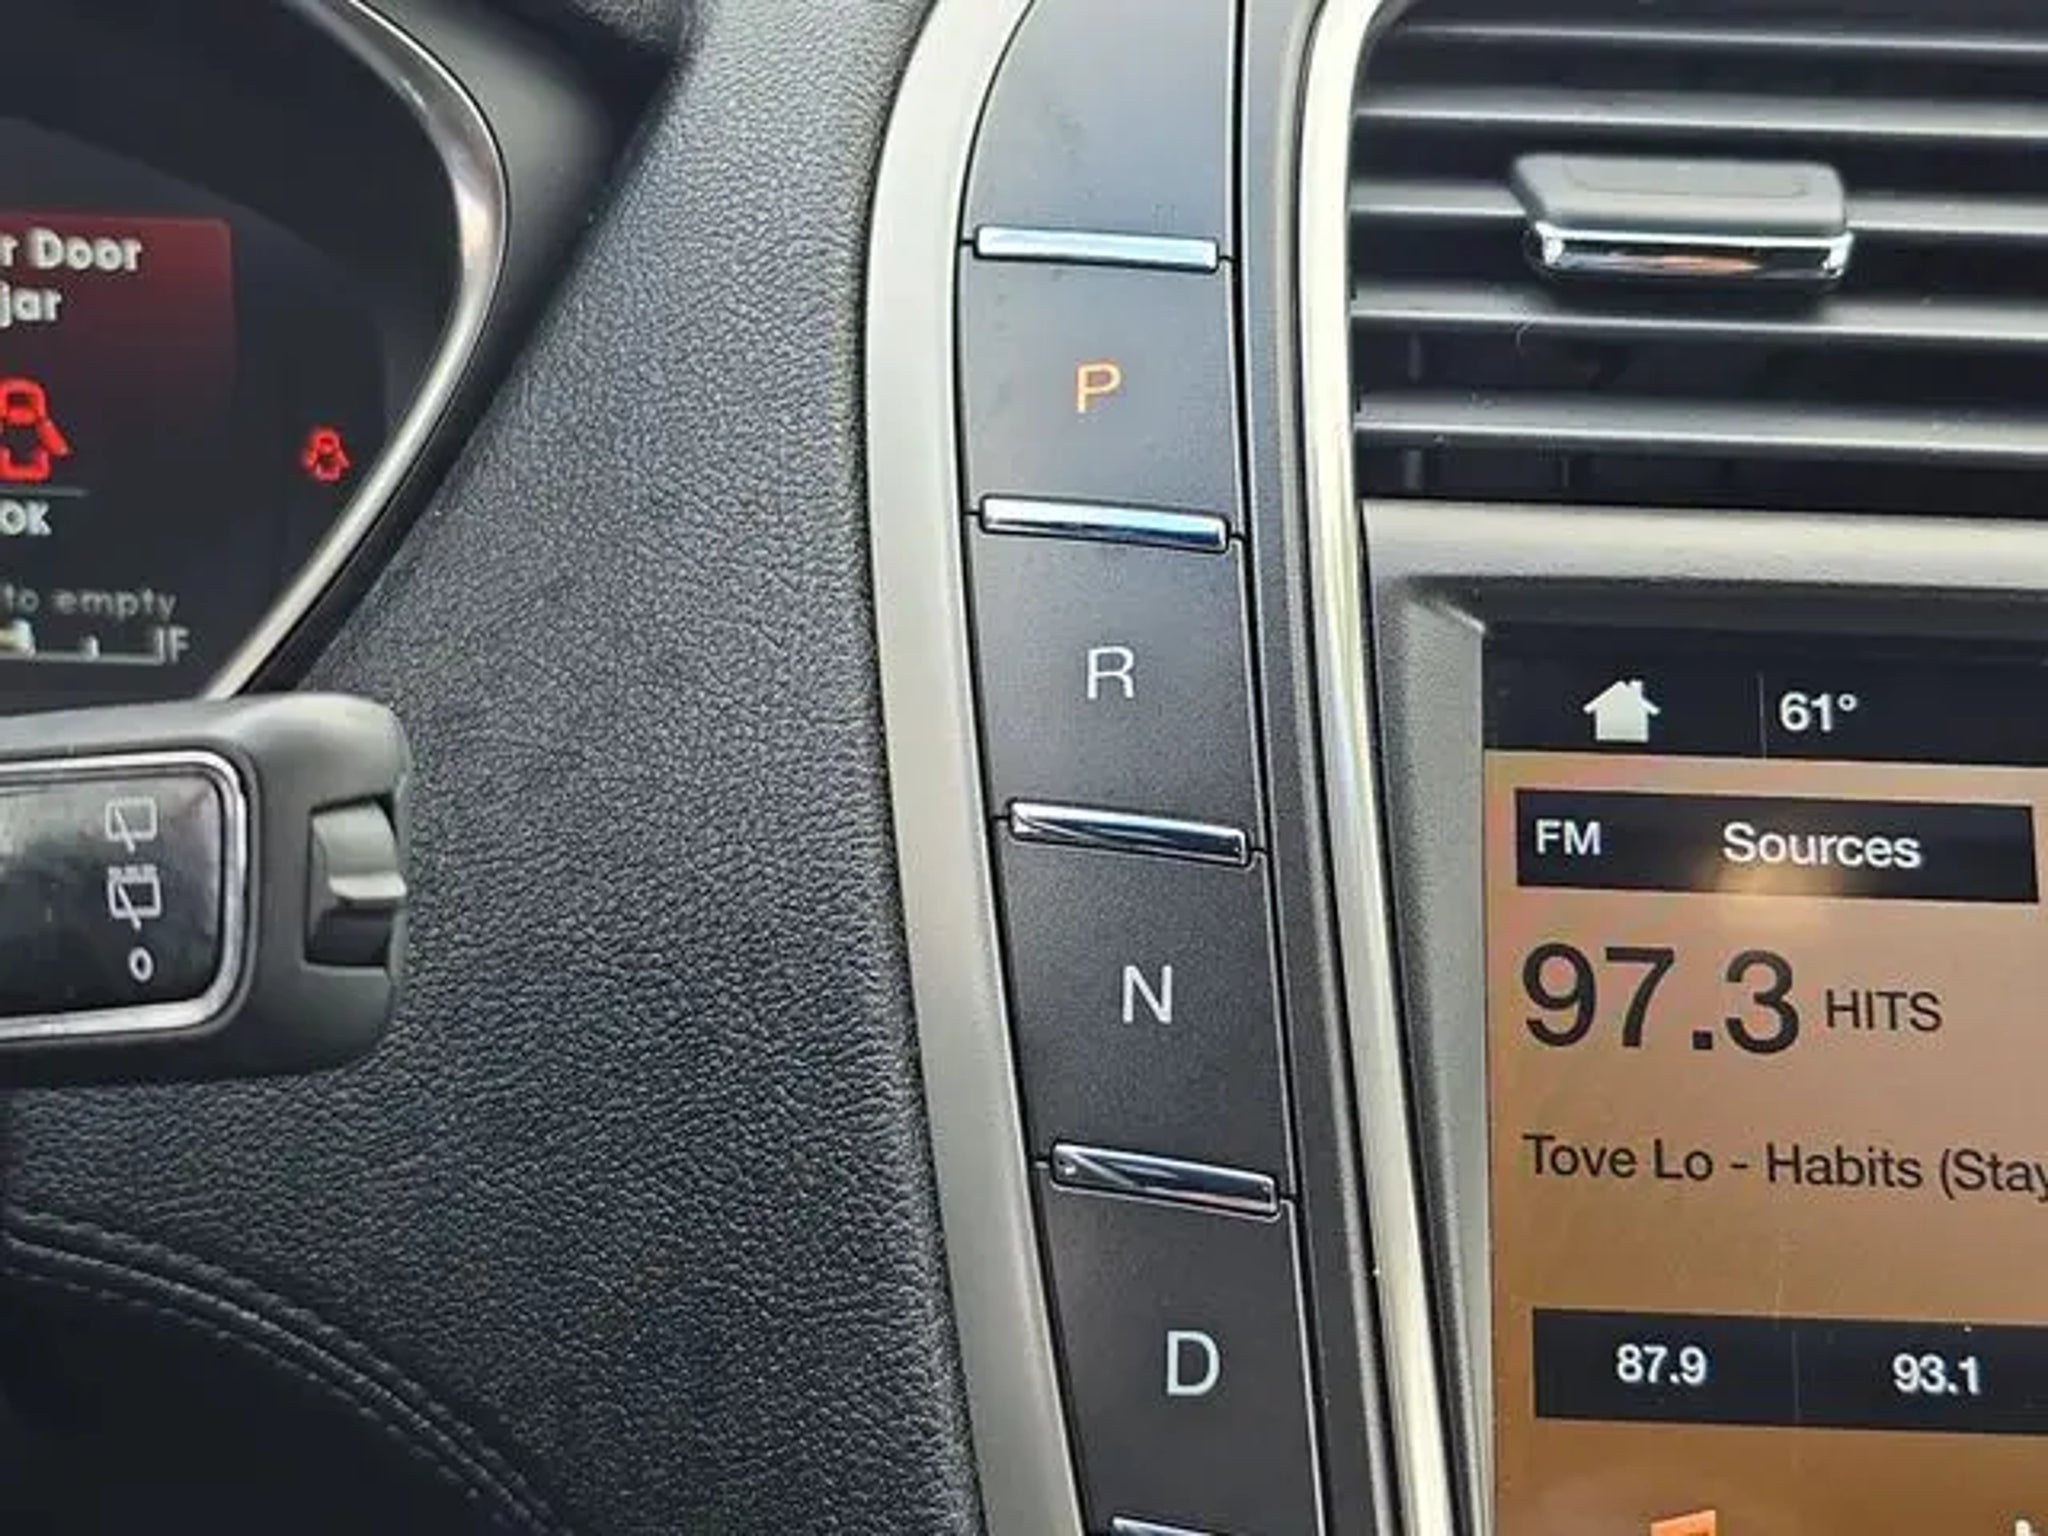 r Door
jar
OK
to empty
F
0
P
R
N
D
61°
FM Sources
97.3 HITS
Tove Lo - Habits (Stay
87.9 93.1